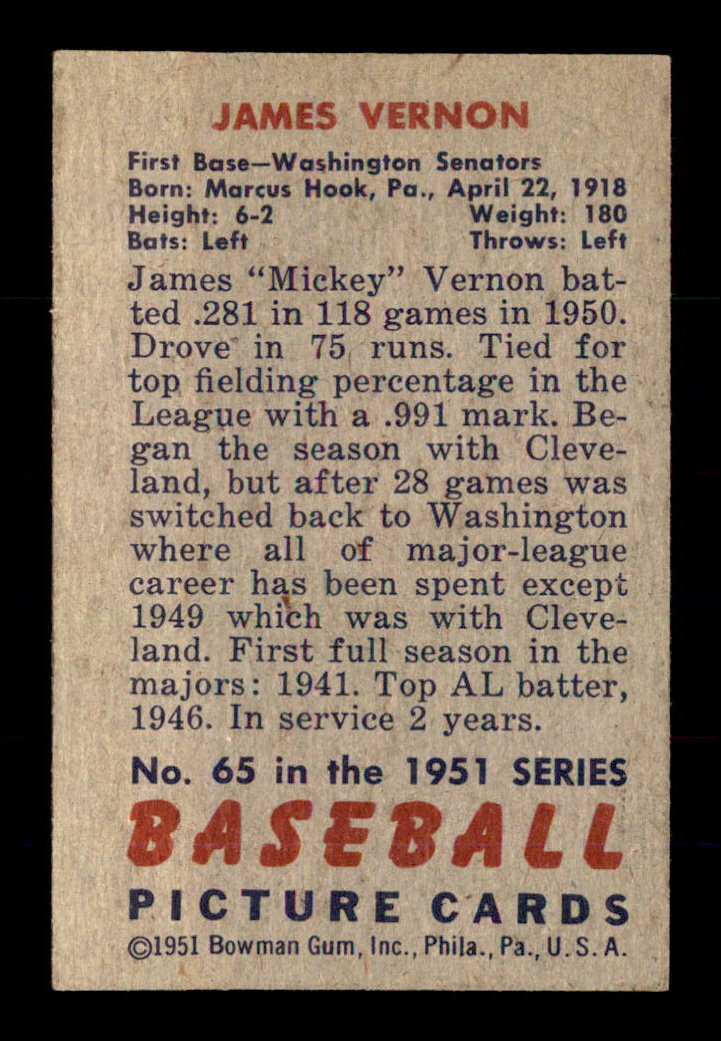 JAMES VERNON
First Base—Washington Senators
Born: Marcus Hook, Pa., April 22, 1918
Height: 6-2 Weight: 180
Bats: Left Throws: Left
James “Mickey” Vernon bat-
ted .281 in 118 games in 1950.
Drove in 75 runs. Tied for
top fielding percentage in the
League with a .991 mark. Be-
gan the season with Cleve-
land, but after 28 games was
switched back to Washington
where all of major-league
career has been spent except
1949 which was with Cleve-
land. First full season in the
majors: 1941. Top AL batter,
1946. In service 2 years.
No. 65 in the 1951 SERIES
BASEBALL
PICTURE CARDS
©1951 Bowman Gum, Inc., Phila., Pa., U.S.A.